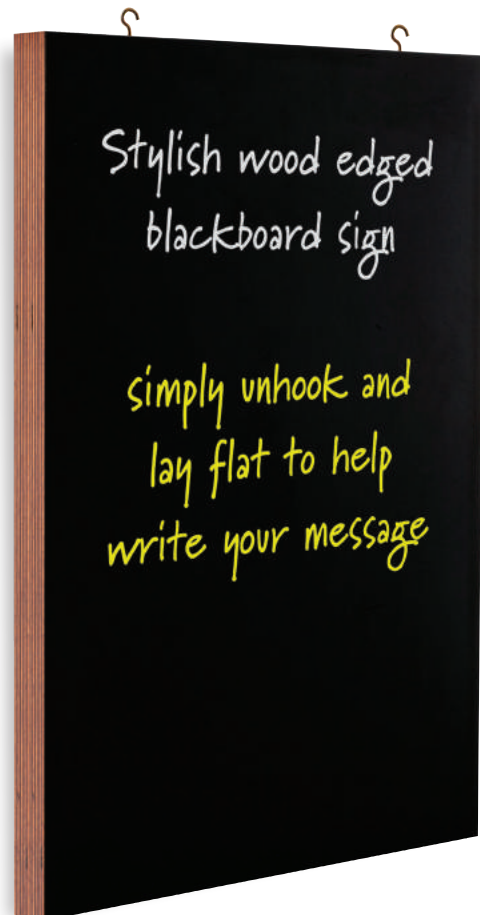 Stylish wood edged
blackboard sign
simply unhook and
lay flat to help
write your message